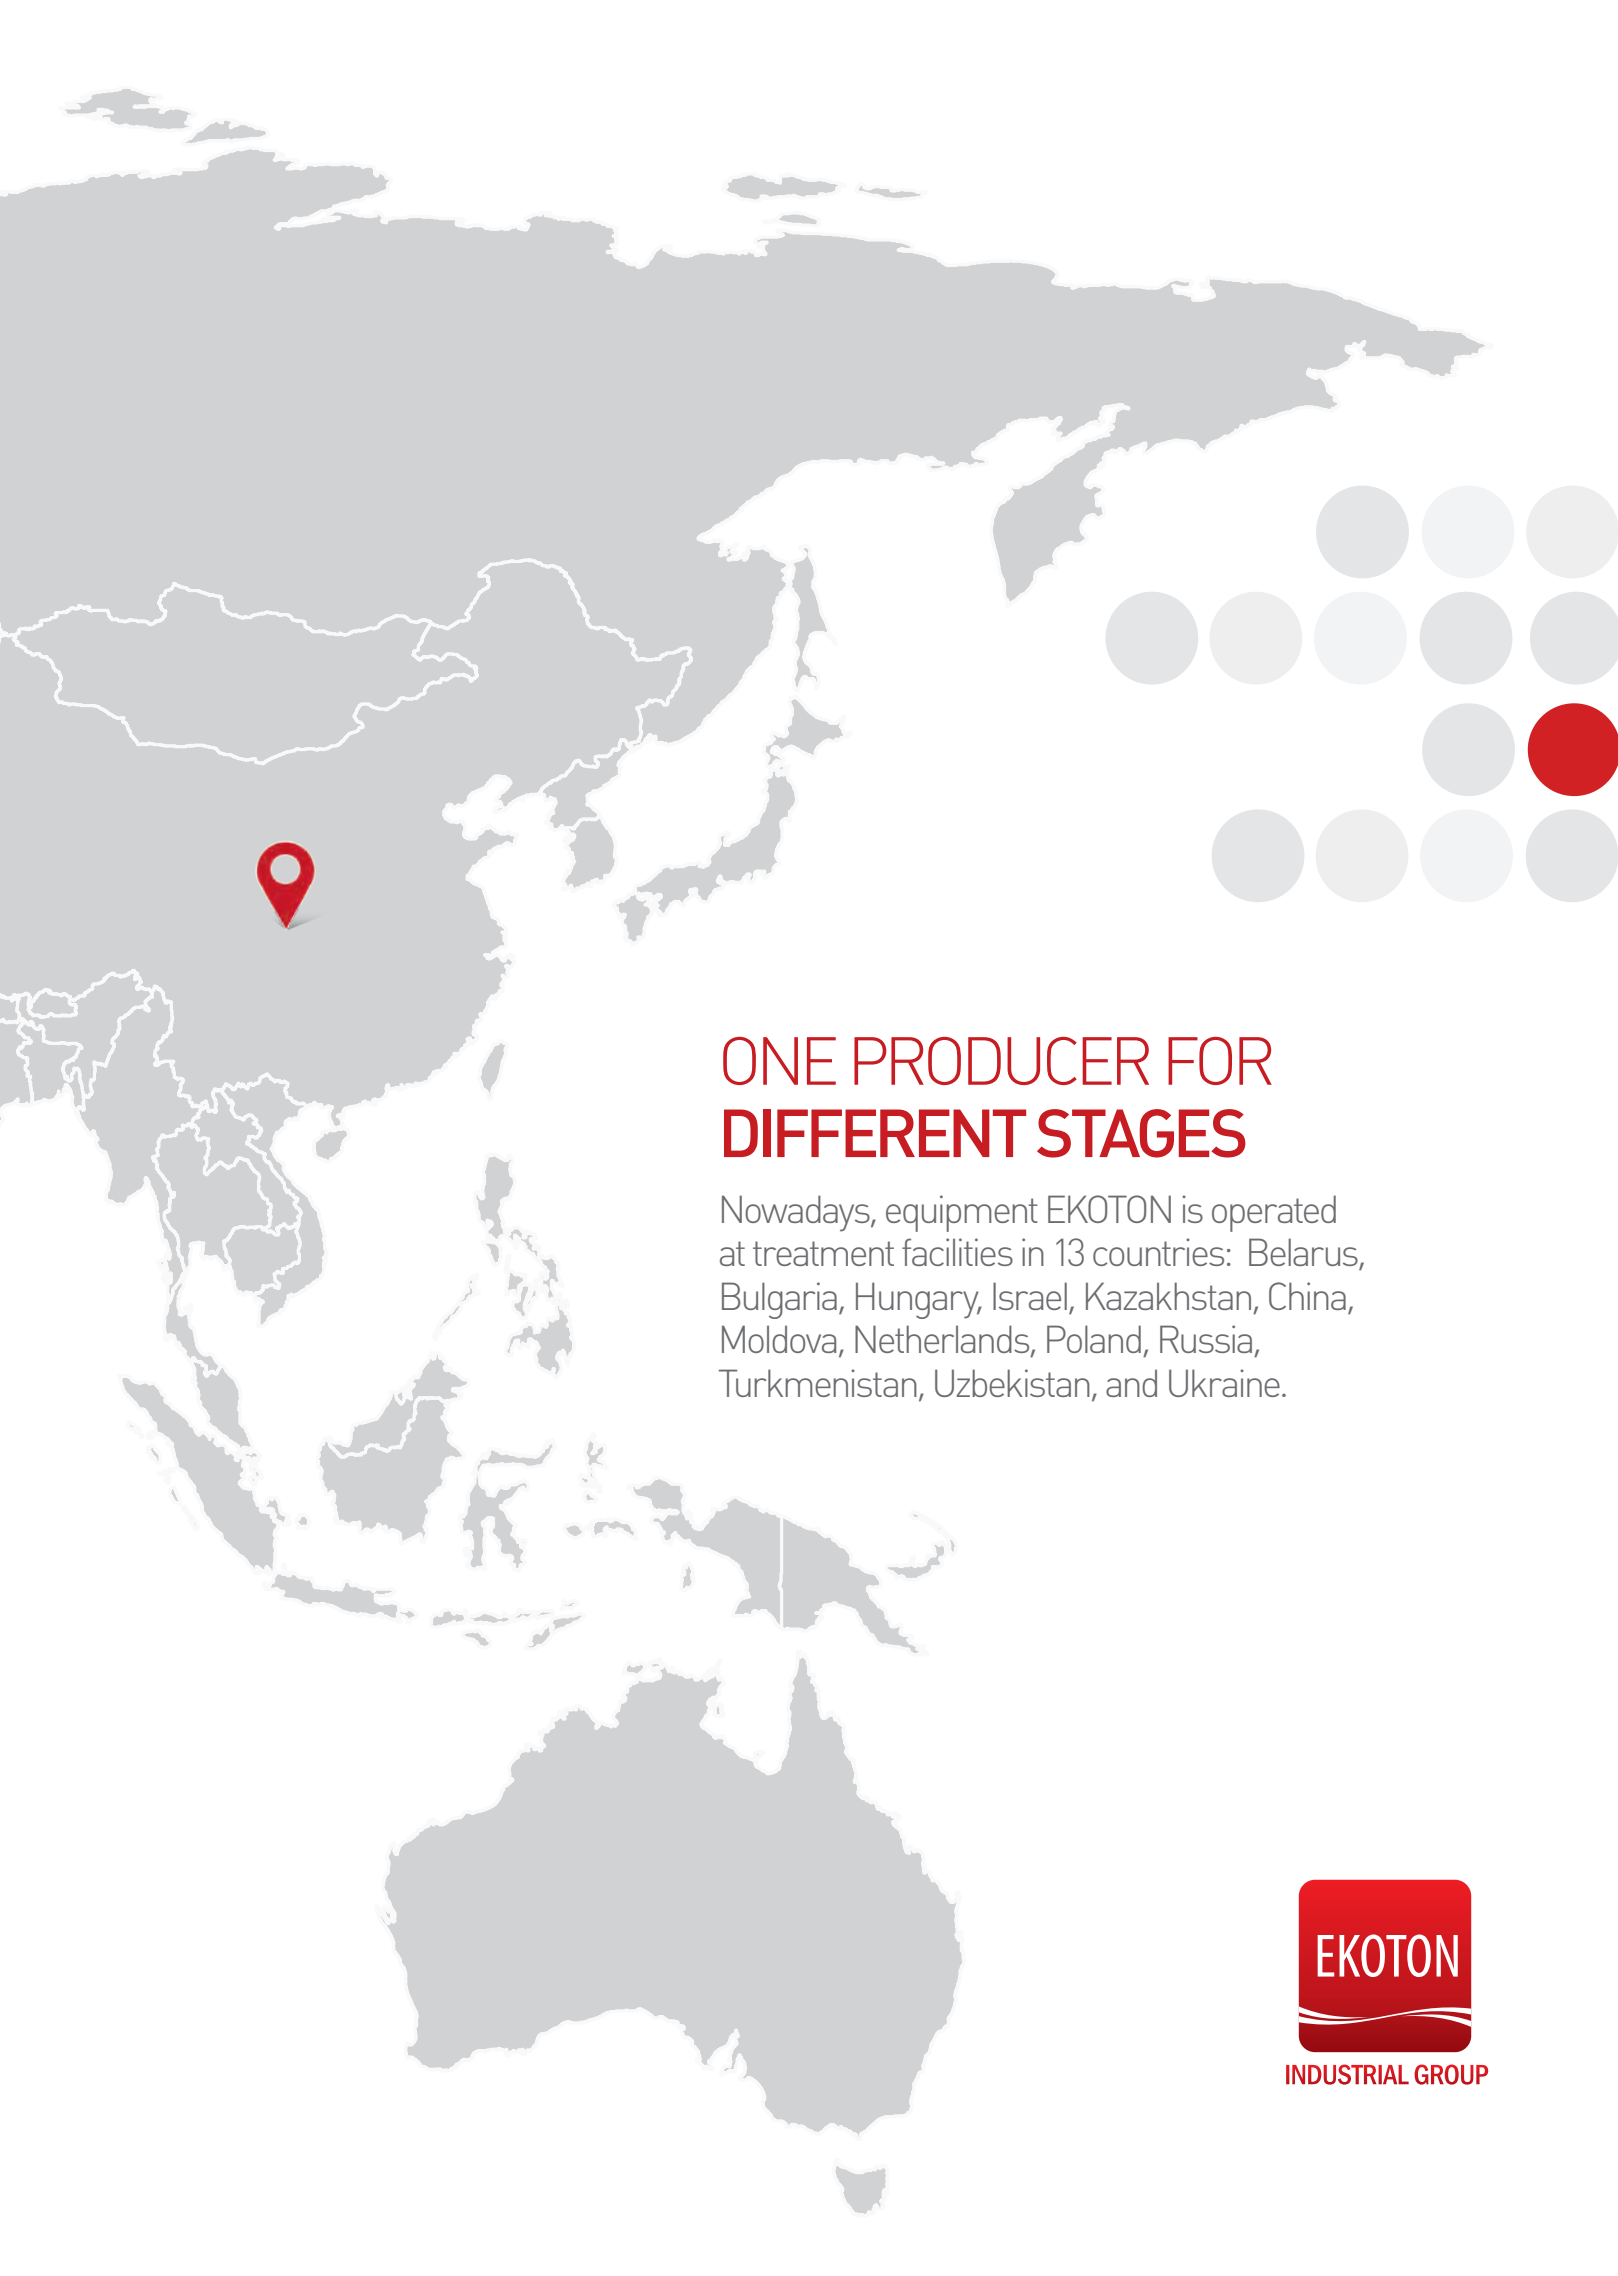 ONE PRODUCER FOR
DIFFERENT STAGES
Nowadays, equipment EKOTON is operated
at treatment facilities in 13 countries:  Belarus,
Bulgaria, Hungary, Israel, Kazakhstan, China,
Moldova, Netherlands, Poland, Russia,
Turkmenistan, Uzbekistan, and Ukraine.
EKOTON
INDUSTRIAL GROUP